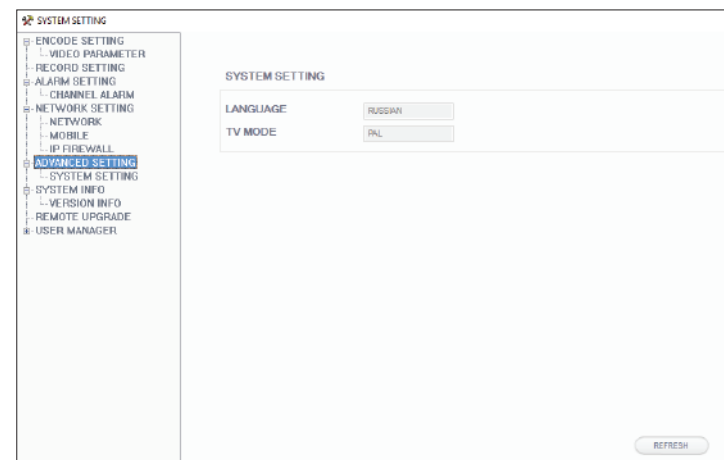 SYSTEM SETTING
ENCODE SETTING
VIDEO PARAMETER
RECORD SETTING
ALARM SETTING
CHANNEL ALARM
NETWORK SETTING
NETWORK
MOBILE
IP FIREWALL
ADVANCED SETTING
SYSTEM SETTING
SYSTEM INFO
VERSION INFO
REMOTE UPGRADE
USER MANAGER
SYSTEM SETTING
LANGUAGE RUSSIAN
TV MODE PAL
REFRESH